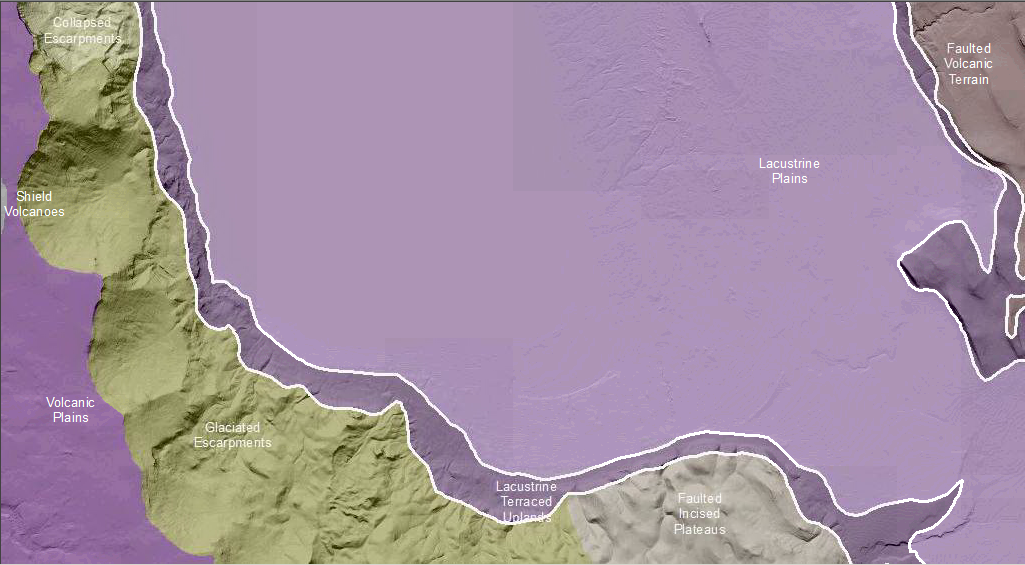 Collapsed
Escarpments
Faulted
Volcanic
Terrain
Lacustrine
Plains
Shield
Volcanoes
Volcanic
Plains
Glaciated
Escarpments
Lacustrine
Terraced
Uplands
Faulted
Incised
Plateaus